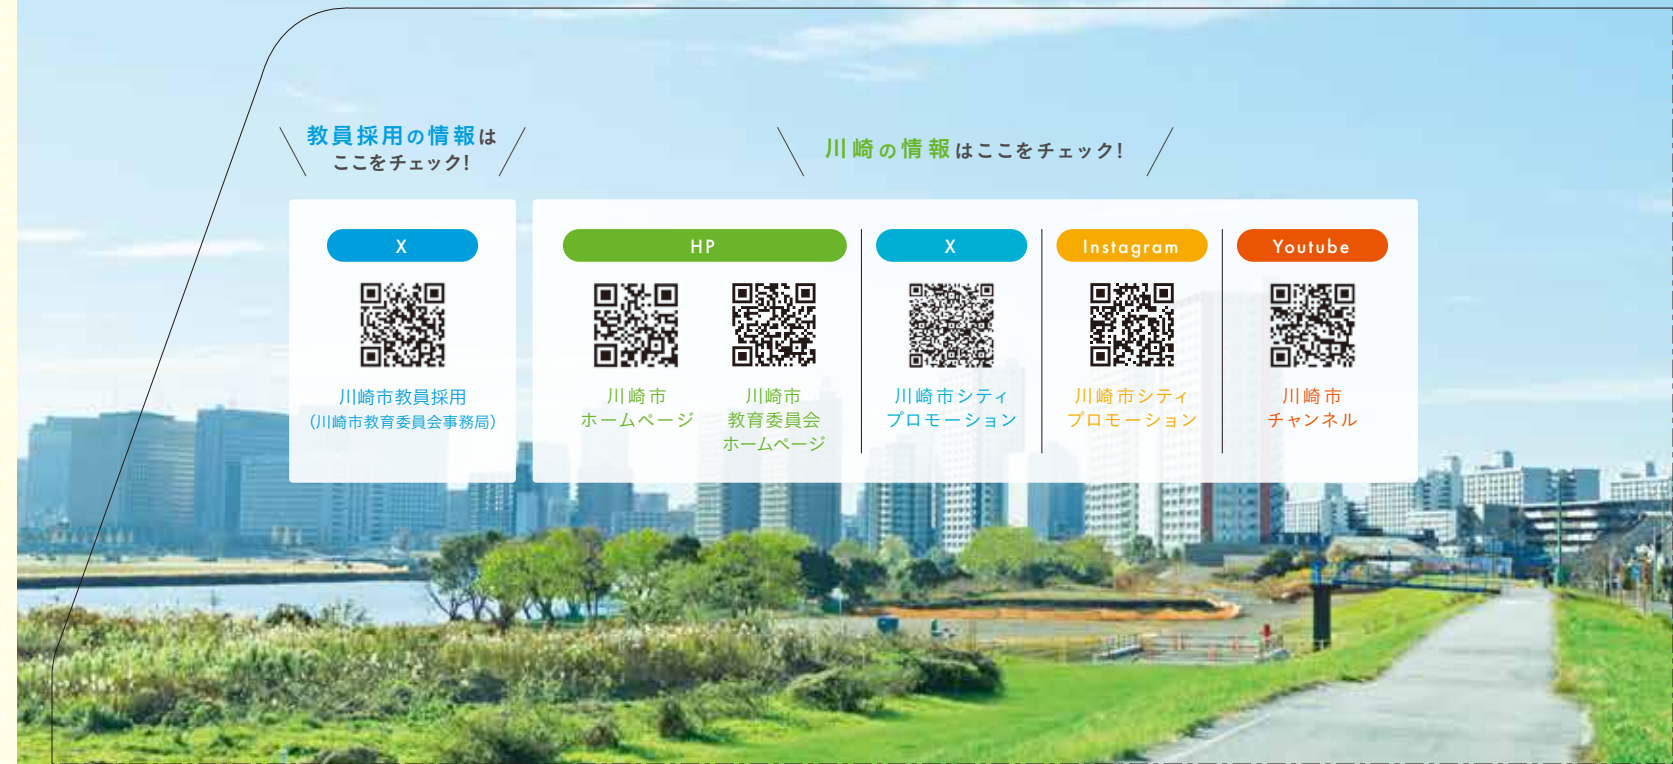 教員採用の情報は
ここをチェック!
X
川崎市教員採用
(川崎市教育委員会事務局)
川崎の情報はここをチェック!
HP
川崎市
ホームページ
川崎市
教育委員会
ホームページ
X
川崎市シティ
プロモーション
Instagram
川崎市シティ
プロモーション
Youtube
川崎市
チャンネル